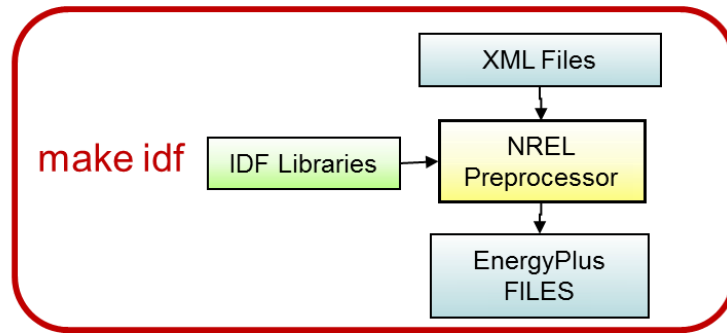 XML Files
make idf
IDF Libraries
NREL
Preprocessor
EnergyPlus
FILES